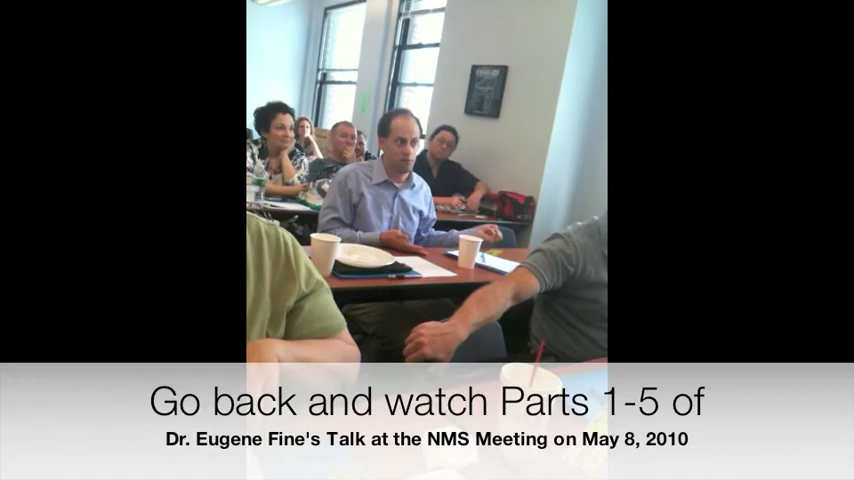 Go back and watch Parts 1-5 of
Dr. Eugene Fine's Talk at the NMS Meeting on May 8, 2010